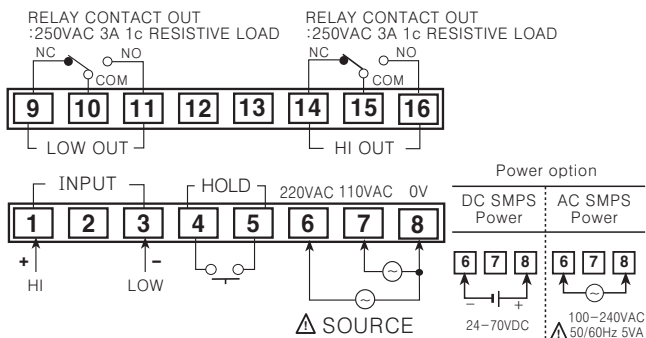 RELAY CONTACT OUT
:250VAC 3A 1c RESISTIVE LOAD
RELAY CONTACT OUT
:250VAC 3A 1c RESISTIVE LOAD
NC NO COM
NC NO COM
9 10 11 12 13 14 15 16
LOW OUT HI OUT
INPUT HOLD 220VAC 110VAC 0V
1 2 3 4 5 6 7 8
+ −
HI LOW
~
~
⚠ SOURCE
Power option
DC SMPS Power
AC SMPS Power
6 7 8
6 7 8
− +
~
24-70VDC
100-240VAC
⚠ 50/60Hz 5VA